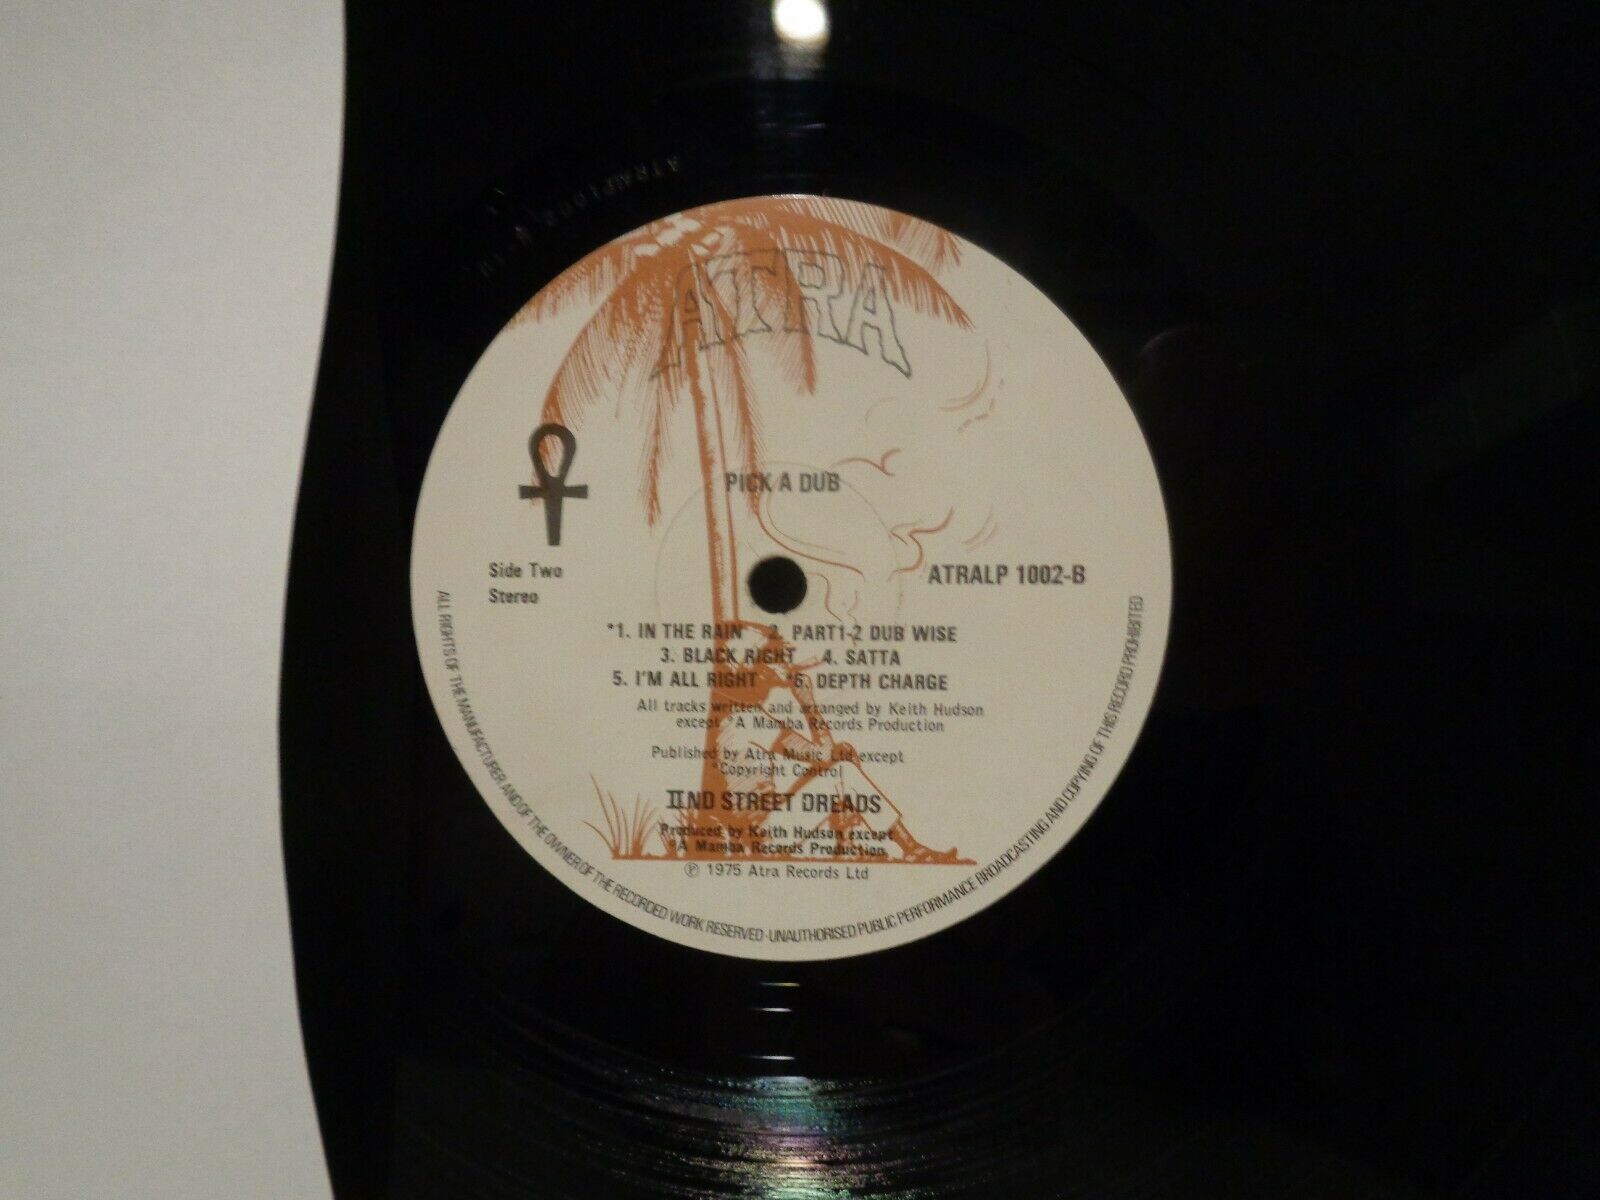 ATRA
PICK A DUB
Side Two
Stereo
ATRALP 1002-B
*1. IN THE RAIN 2. PART1-2 DUB WISE
3. BLACK RIGHT 4. SATTA
5. I'M ALL RIGHT *6. DEPTH CHARGE
All tracks written and arranged by Keith Hudson
except *A Mamba Records Production
Published by Atra Music Ltd except
*Copyright Control
IIND STREET DREADS
Produced by Keith Hudson except
*A Mamba Records Production
℗ 1975 Atra Records Ltd
ALL RIGHTS OF THE MANUFACTURER AND OF THE OWNER OF THE RECORDED WORK RESERVED·UNAUTHORISED PUBLIC PERFORMANCE BROADCASTING AND COPYING OF THIS RECORD PROHIBITED